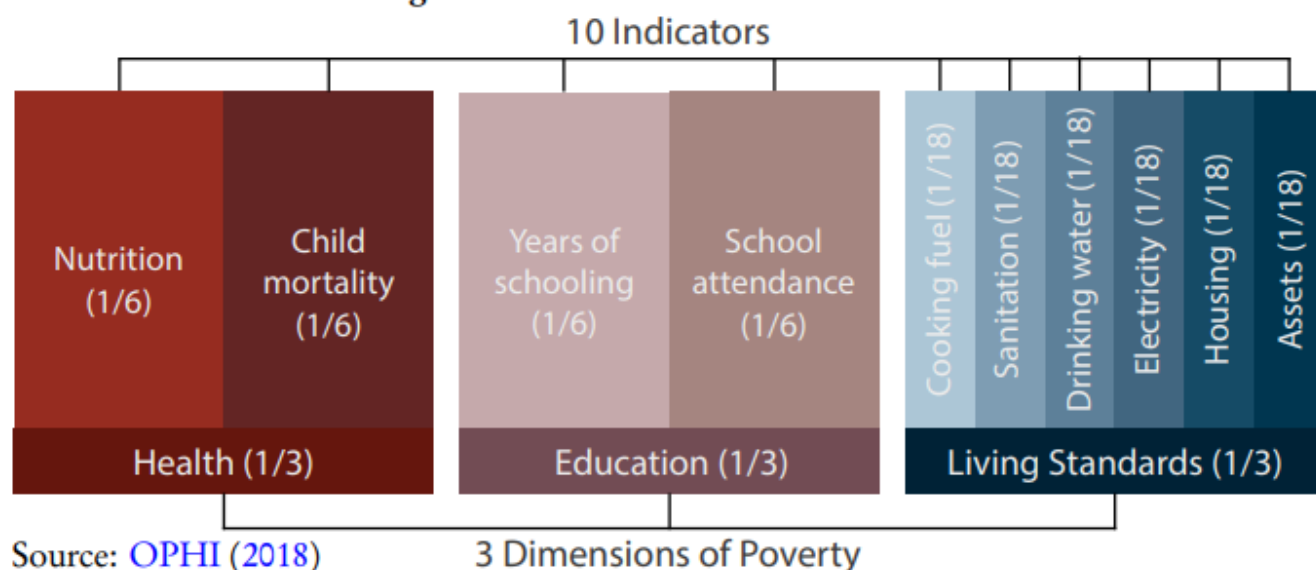 10 Indicators
Nutrition
(1/6)
Child
mortality
(1/6)
Years of
schooling
(1/6)
School
attendance
(1/6)
Cooking fuel (1/18)
Sanitation (1/18)
Drinking water (1/18)
Electricity (1/18)
Housing (1/18)
Assets (1/18)
Health (1/3)
Education (1/3)
Living Standards (1/3)
Source: OPHI (2018)
3 Dimensions of Poverty